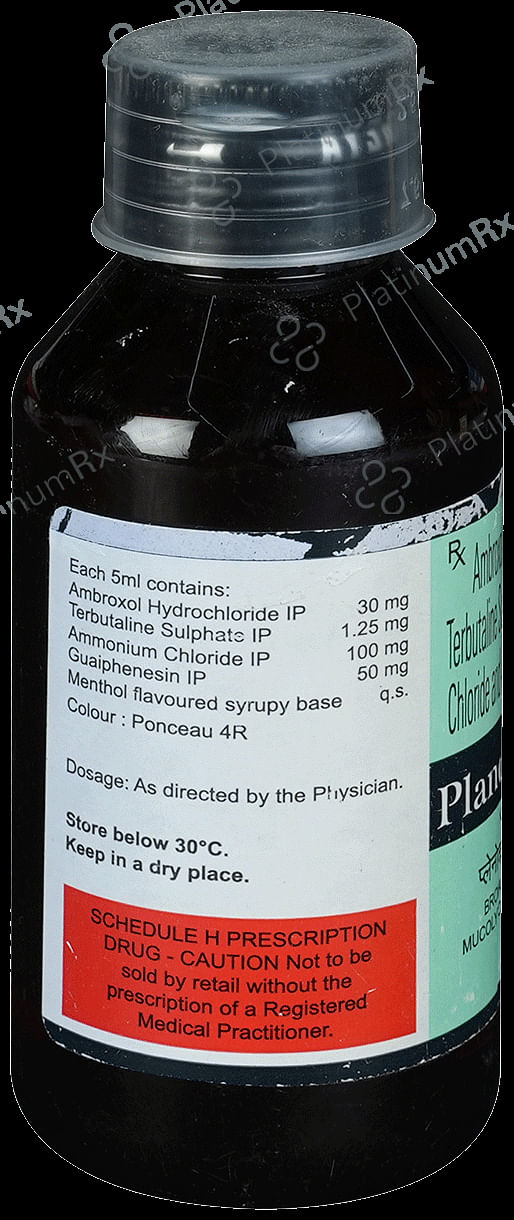 PlatinumRx
Each 5ml contains:
Ambroxol Hydrochloride IP 30 mg
Terbutaline Sulphate IP 1.25 mg
Ammonium Chloride IP 100 mg
Guaiphenesin IP 50 mg
Menthol flavoured syrupy base q.s.
Colour : Ponceau 4R
Dosage: As directed by the Physician.
Store below 30°C.
Keep in a dry place.
SCHEDULE H PRESCRIPTION
DRUG - CAUTION Not to be
sold by retail without the
prescription of a Registered
Medical Practitioner.
Rx
Terbutaline
Chloride